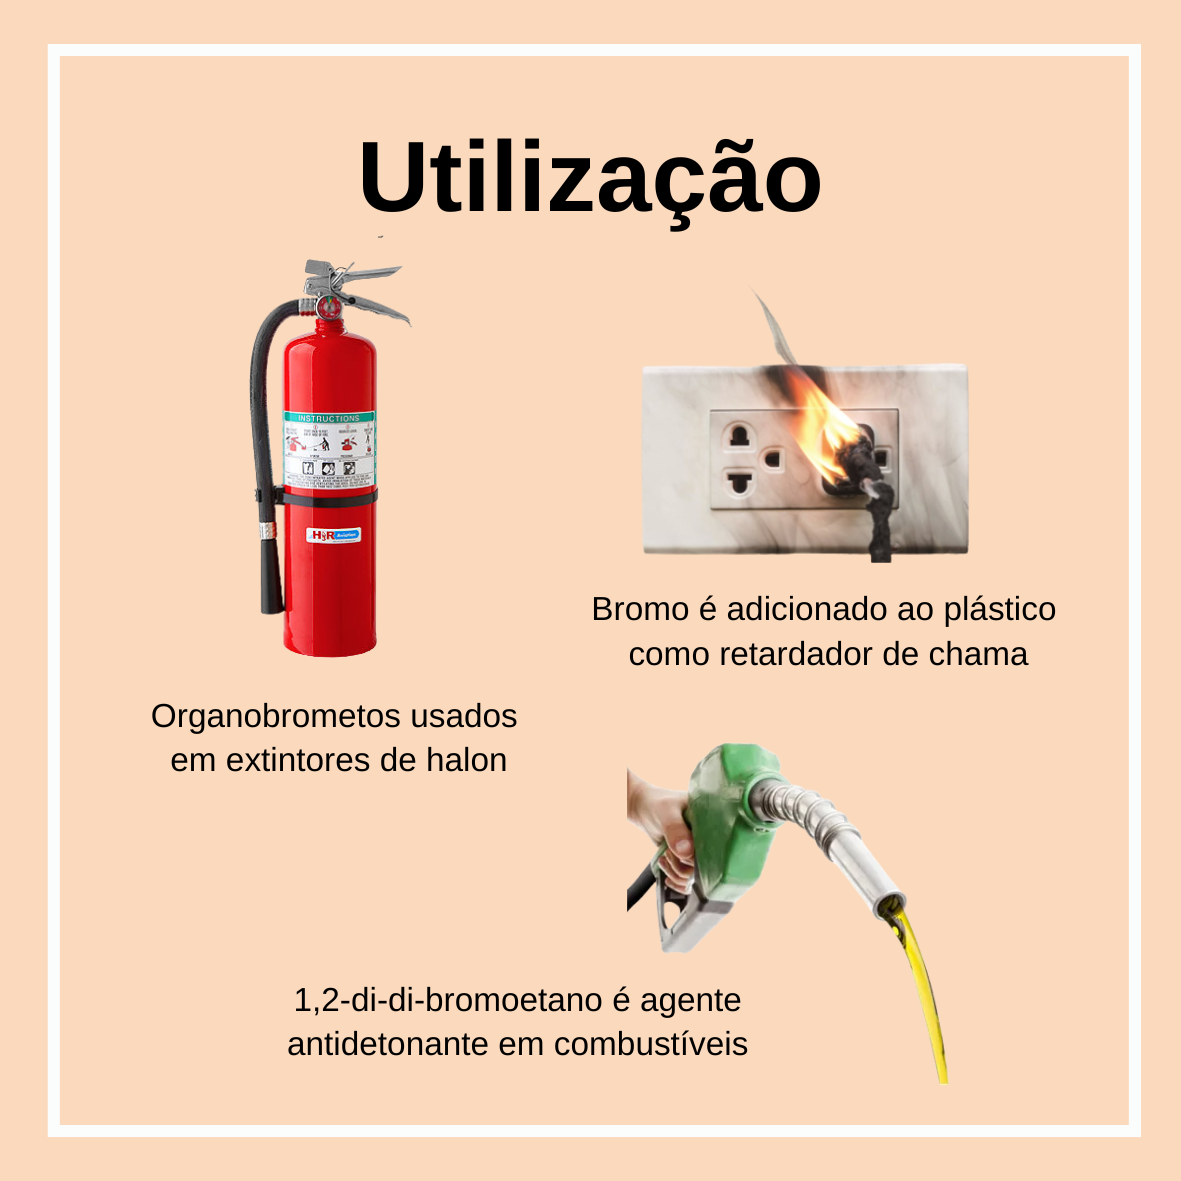 Utilização
INSTRUCTIONS
H3R Aviation
Bromo é adicionado ao plástico
como retardador de chama
Organobrometos usados
em extintores de halon
1,2-di-di-bromoetano é agente
antidetonante em combustíveis